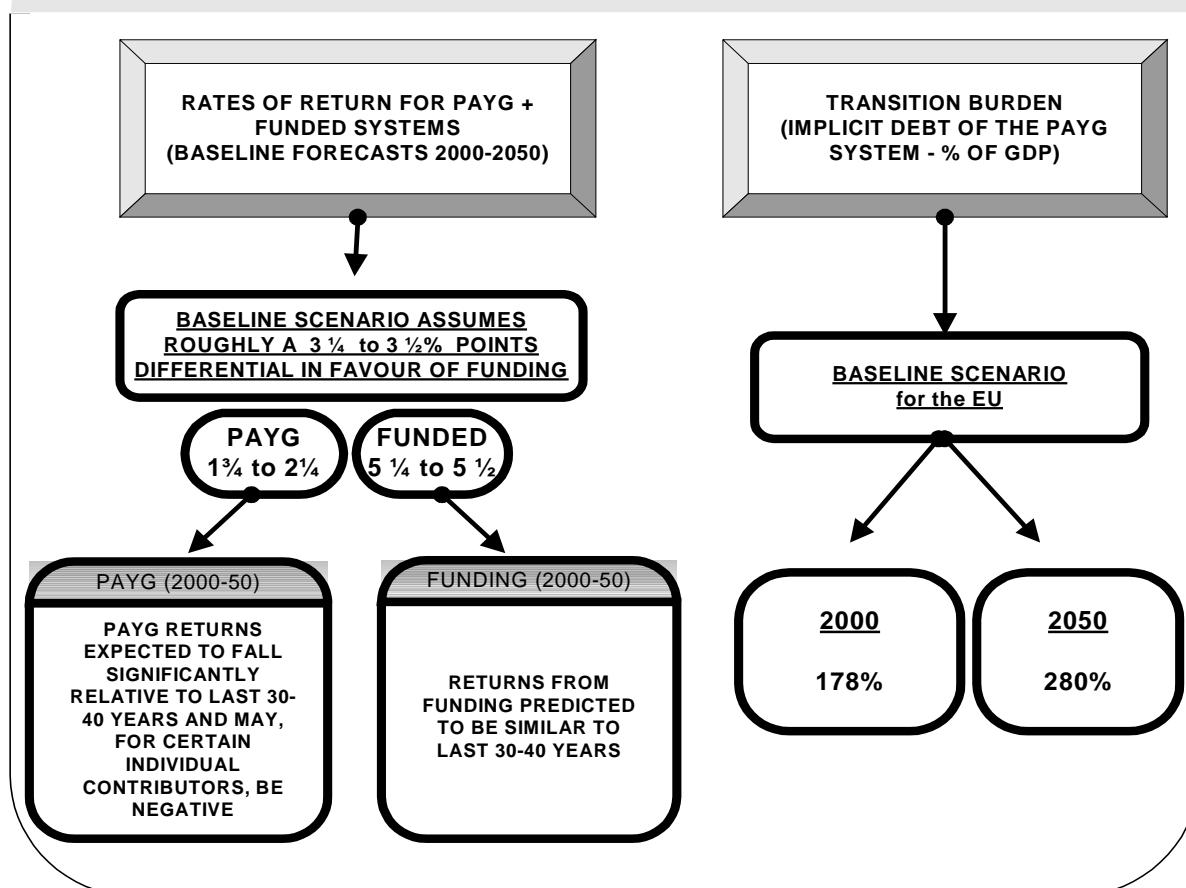 RATES OF RETURN FOR PAYG +
FUNDED SYSTEMS
(BASELINE FORECASTS 2000-2050)
BASELINE SCENARIO ASSUMES
ROUGHLY A 3 ¼ to 3 ½% POINTS
DIFFERENTIAL IN FAVOUR OF FUNDING
PAYG
1¾ to 2¼
FUNDED
5 ¼ to 5 ½
PAYG (2000-50)
PAYG RETURNS
EXPECTED TO FALL
SIGNIFICANTLY
RELATIVE TO LAST 30-
40 YEARS AND MAY,
FOR CERTAIN
INDIVIDUAL
CONTRIBUTORS, BE
NEGATIVE
FUNDING (2000-50)
RETURNS FROM
FUNDING PREDICTED
TO BE SIMILAR TO
LAST 30-40 YEARS
TRANSITION BURDEN
(IMPLICIT DEBT OF THE PAYG
SYSTEM - % OF GDP)
BASELINE SCENARIO
for the EU
2000
178%
2050
280%